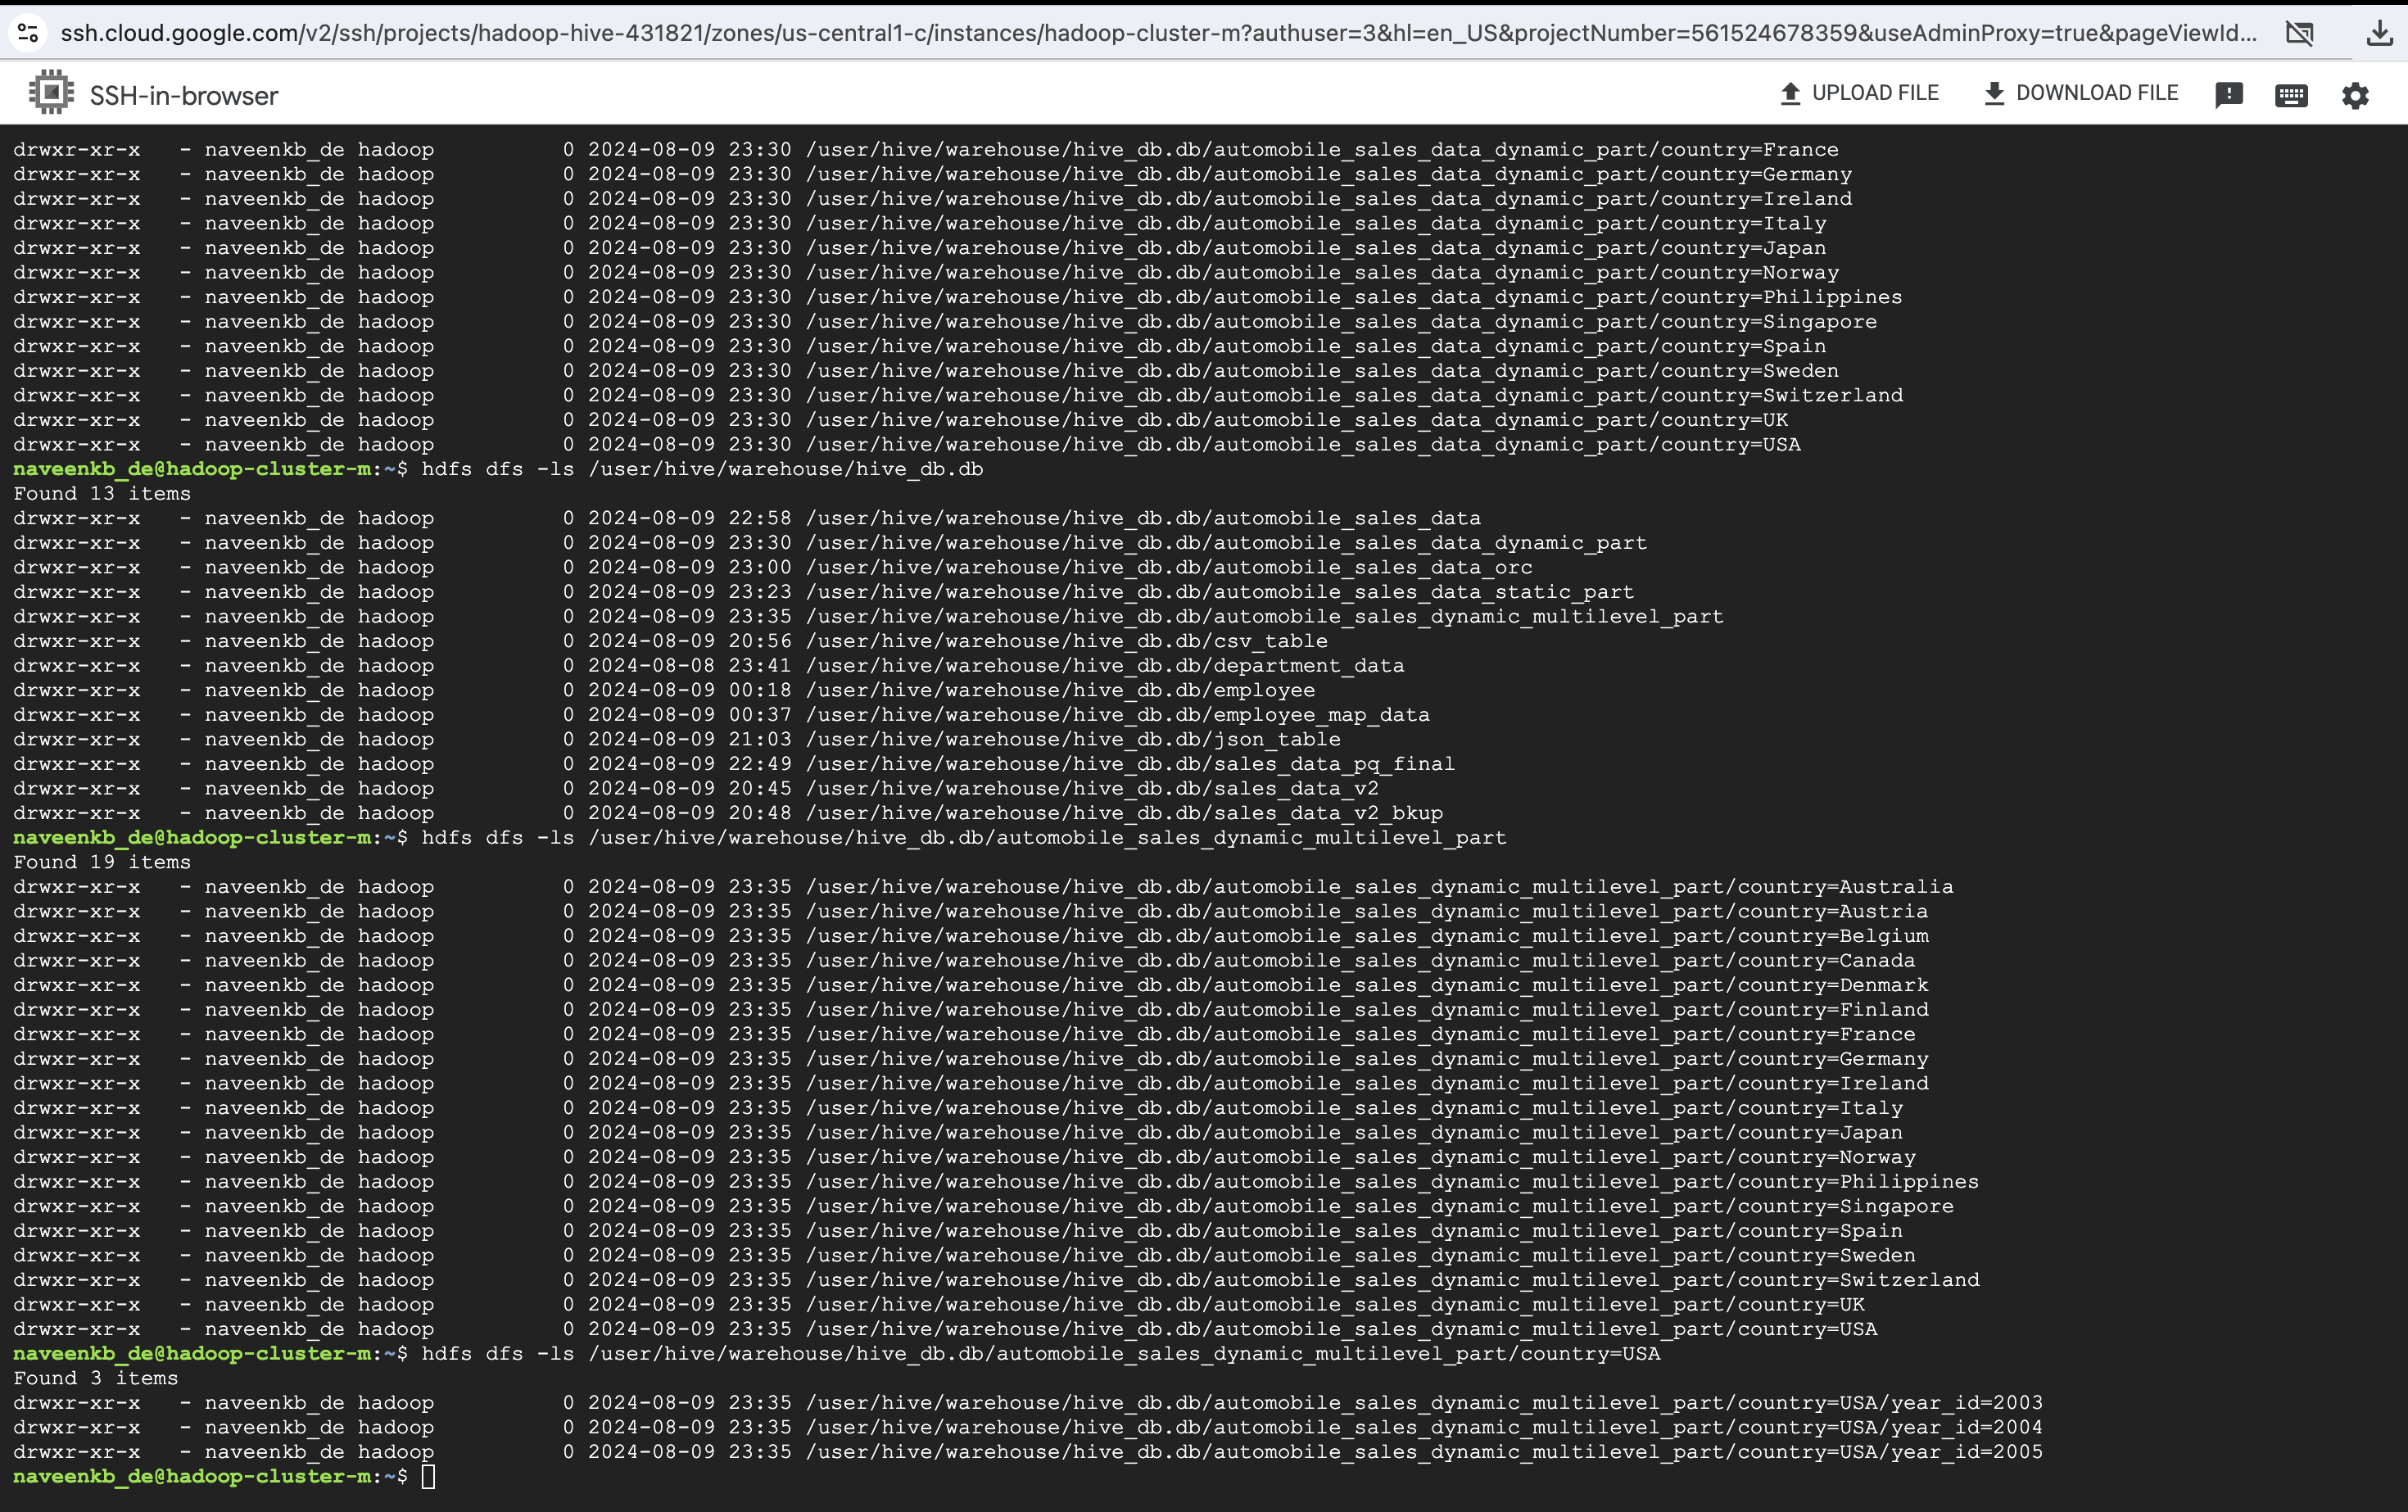 ssh.cloud.google.com/v2/ssh/projects/hadoop-hive-431821/zones/us-central1-c/instances/hadoop-cluster-m?authuser=3&hl=en_US&projectNumber=561524678359&useAdminProxy=true&pageViewId...
SSH-in-browser
UPLOAD FILE
DOWNLOAD FILE
drwxr-xr-x   - naveenkb_de hadoop          0 2024-08-09 23:30 /user/hive/warehouse/hive_db.db/automobile_sales_data_dynamic_part/country=France
drwxr-xr-x   - naveenkb_de hadoop          0 2024-08-09 23:30 /user/hive/warehouse/hive_db.db/automobile_sales_data_dynamic_part/country=Germany
drwxr-xr-x   - naveenkb_de hadoop          0 2024-08-09 23:30 /user/hive/warehouse/hive_db.db/automobile_sales_data_dynamic_part/country=Ireland
drwxr-xr-x   - naveenkb_de hadoop          0 2024-08-09 23:30 /user/hive/warehouse/hive_db.db/automobile_sales_data_dynamic_part/country=Italy
drwxr-xr-x   - naveenkb_de hadoop          0 2024-08-09 23:30 /user/hive/warehouse/hive_db.db/automobile_sales_data_dynamic_part/country=Japan
drwxr-xr-x   - naveenkb_de hadoop          0 2024-08-09 23:30 /user/hive/warehouse/hive_db.db/automobile_sales_data_dynamic_part/country=Norway
drwxr-xr-x   - naveenkb_de hadoop          0 2024-08-09 23:30 /user/hive/warehouse/hive_db.db/automobile_sales_data_dynamic_part/country=Philippines
drwxr-xr-x   - naveenkb_de hadoop          0 2024-08-09 23:30 /user/hive/warehouse/hive_db.db/automobile_sales_data_dynamic_part/country=Singapore
drwxr-xr-x   - naveenkb_de hadoop          0 2024-08-09 23:30 /user/hive/warehouse/hive_db.db/automobile_sales_data_dynamic_part/country=Spain
drwxr-xr-x   - naveenkb_de hadoop          0 2024-08-09 23:30 /user/hive/warehouse/hive_db.db/automobile_sales_data_dynamic_part/country=Sweden
drwxr-xr-x   - naveenkb_de hadoop          0 2024-08-09 23:30 /user/hive/warehouse/hive_db.db/automobile_sales_data_dynamic_part/country=Switzerland
drwxr-xr-x   - naveenkb_de hadoop          0 2024-08-09 23:30 /user/hive/warehouse/hive_db.db/automobile_sales_data_dynamic_part/country=UK
drwxr-xr-x   - naveenkb_de hadoop          0 2024-08-09 23:30 /user/hive/warehouse/hive_db.db/automobile_sales_data_dynamic_part/country=USA
naveenkb_de@hadoop-cluster-m:~$ hdfs dfs -ls /user/hive/warehouse/hive_db.db
Found 13 items
drwxr-xr-x   - naveenkb_de hadoop          0 2024-08-09 22:58 /user/hive/warehouse/hive_db.db/automobile_sales_data
drwxr-xr-x   - naveenkb_de hadoop          0 2024-08-09 23:30 /user/hive/warehouse/hive_db.db/automobile_sales_data_dynamic_part
drwxr-xr-x   - naveenkb_de hadoop          0 2024-08-09 23:00 /user/hive/warehouse/hive_db.db/automobile_sales_data_orc
drwxr-xr-x   - naveenkb_de hadoop          0 2024-08-09 23:23 /user/hive/warehouse/hive_db.db/automobile_sales_data_static_part
drwxr-xr-x   - naveenkb_de hadoop          0 2024-08-09 23:35 /user/hive/warehouse/hive_db.db/automobile_sales_dynamic_multilevel_part
drwxr-xr-x   - naveenkb_de hadoop          0 2024-08-09 20:56 /user/hive/warehouse/hive_db.db/csv_table
drwxr-xr-x   - naveenkb_de hadoop          0 2024-08-08 23:41 /user/hive/warehouse/hive_db.db/department_data
drwxr-xr-x   - naveenkb_de hadoop          0 2024-08-09 00:18 /user/hive/warehouse/hive_db.db/employee
drwxr-xr-x   - naveenkb_de hadoop          0 2024-08-09 00:37 /user/hive/warehouse/hive_db.db/employee_map_data
drwxr-xr-x   - naveenkb_de hadoop          0 2024-08-09 21:03 /user/hive/warehouse/hive_db.db/json_table
drwxr-xr-x   - naveenkb_de hadoop          0 2024-08-09 22:49 /user/hive/warehouse/hive_db.db/sales_data_pq_final
drwxr-xr-x   - naveenkb_de hadoop          0 2024-08-09 20:45 /user/hive/warehouse/hive_db.db/sales_data_v2
drwxr-xr-x   - naveenkb_de hadoop          0 2024-08-09 20:48 /user/hive/warehouse/hive_db.db/sales_data_v2_bkup
naveenkb_de@hadoop-cluster-m:~$ hdfs dfs -ls /user/hive/warehouse/hive_db.db/automobile_sales_dynamic_multilevel_part
Found 19 items
drwxr-xr-x   - naveenkb_de hadoop          0 2024-08-09 23:35 /user/hive/warehouse/hive_db.db/automobile_sales_dynamic_multilevel_part/country=Australia
drwxr-xr-x   - naveenkb_de hadoop          0 2024-08-09 23:35 /user/hive/warehouse/hive_db.db/automobile_sales_dynamic_multilevel_part/country=Austria
drwxr-xr-x   - naveenkb_de hadoop          0 2024-08-09 23:35 /user/hive/warehouse/hive_db.db/automobile_sales_dynamic_multilevel_part/country=Belgium
drwxr-xr-x   - naveenkb_de hadoop          0 2024-08-09 23:35 /user/hive/warehouse/hive_db.db/automobile_sales_dynamic_multilevel_part/country=Canada
drwxr-xr-x   - naveenkb_de hadoop          0 2024-08-09 23:35 /user/hive/warehouse/hive_db.db/automobile_sales_dynamic_multilevel_part/country=Denmark
drwxr-xr-x   - naveenkb_de hadoop          0 2024-08-09 23:35 /user/hive/warehouse/hive_db.db/automobile_sales_dynamic_multilevel_part/country=Finland
drwxr-xr-x   - naveenkb_de hadoop          0 2024-08-09 23:35 /user/hive/warehouse/hive_db.db/automobile_sales_dynamic_multilevel_part/country=France
drwxr-xr-x   - naveenkb_de hadoop          0 2024-08-09 23:35 /user/hive/warehouse/hive_db.db/automobile_sales_dynamic_multilevel_part/country=Germany
drwxr-xr-x   - naveenkb_de hadoop          0 2024-08-09 23:35 /user/hive/warehouse/hive_db.db/automobile_sales_dynamic_multilevel_part/country=Ireland
drwxr-xr-x   - naveenkb_de hadoop          0 2024-08-09 23:35 /user/hive/warehouse/hive_db.db/automobile_sales_dynamic_multilevel_part/country=Italy
drwxr-xr-x   - naveenkb_de hadoop          0 2024-08-09 23:35 /user/hive/warehouse/hive_db.db/automobile_sales_dynamic_multilevel_part/country=Japan
drwxr-xr-x   - naveenkb_de hadoop          0 2024-08-09 23:35 /user/hive/warehouse/hive_db.db/automobile_sales_dynamic_multilevel_part/country=Norway
drwxr-xr-x   - naveenkb_de hadoop          0 2024-08-09 23:35 /user/hive/warehouse/hive_db.db/automobile_sales_dynamic_multilevel_part/country=Philippines
drwxr-xr-x   - naveenkb_de hadoop          0 2024-08-09 23:35 /user/hive/warehouse/hive_db.db/automobile_sales_dynamic_multilevel_part/country=Singapore
drwxr-xr-x   - naveenkb_de hadoop          0 2024-08-09 23:35 /user/hive/warehouse/hive_db.db/automobile_sales_dynamic_multilevel_part/country=Spain
drwxr-xr-x   - naveenkb_de hadoop          0 2024-08-09 23:35 /user/hive/warehouse/hive_db.db/automobile_sales_dynamic_multilevel_part/country=Sweden
drwxr-xr-x   - naveenkb_de hadoop          0 2024-08-09 23:35 /user/hive/warehouse/hive_db.db/automobile_sales_dynamic_multilevel_part/country=Switzerland
drwxr-xr-x   - naveenkb_de hadoop          0 2024-08-09 23:35 /user/hive/warehouse/hive_db.db/automobile_sales_dynamic_multilevel_part/country=UK
drwxr-xr-x   - naveenkb_de hadoop          0 2024-08-09 23:35 /user/hive/warehouse/hive_db.db/automobile_sales_dynamic_multilevel_part/country=USA
naveenkb_de@hadoop-cluster-m:~$ hdfs dfs -ls /user/hive/warehouse/hive_db.db/automobile_sales_dynamic_multilevel_part/country=USA
Found 3 items
drwxr-xr-x   - naveenkb_de hadoop          0 2024-08-09 23:35 /user/hive/warehouse/hive_db.db/automobile_sales_dynamic_multilevel_part/country=USA/year_id=2003
drwxr-xr-x   - naveenkb_de hadoop          0 2024-08-09 23:35 /user/hive/warehouse/hive_db.db/automobile_sales_dynamic_multilevel_part/country=USA/year_id=2004
drwxr-xr-x   - naveenkb_de hadoop          0 2024-08-09 23:35 /user/hive/warehouse/hive_db.db/automobile_sales_dynamic_multilevel_part/country=USA/year_id=2005
naveenkb_de@hadoop-cluster-m:~$